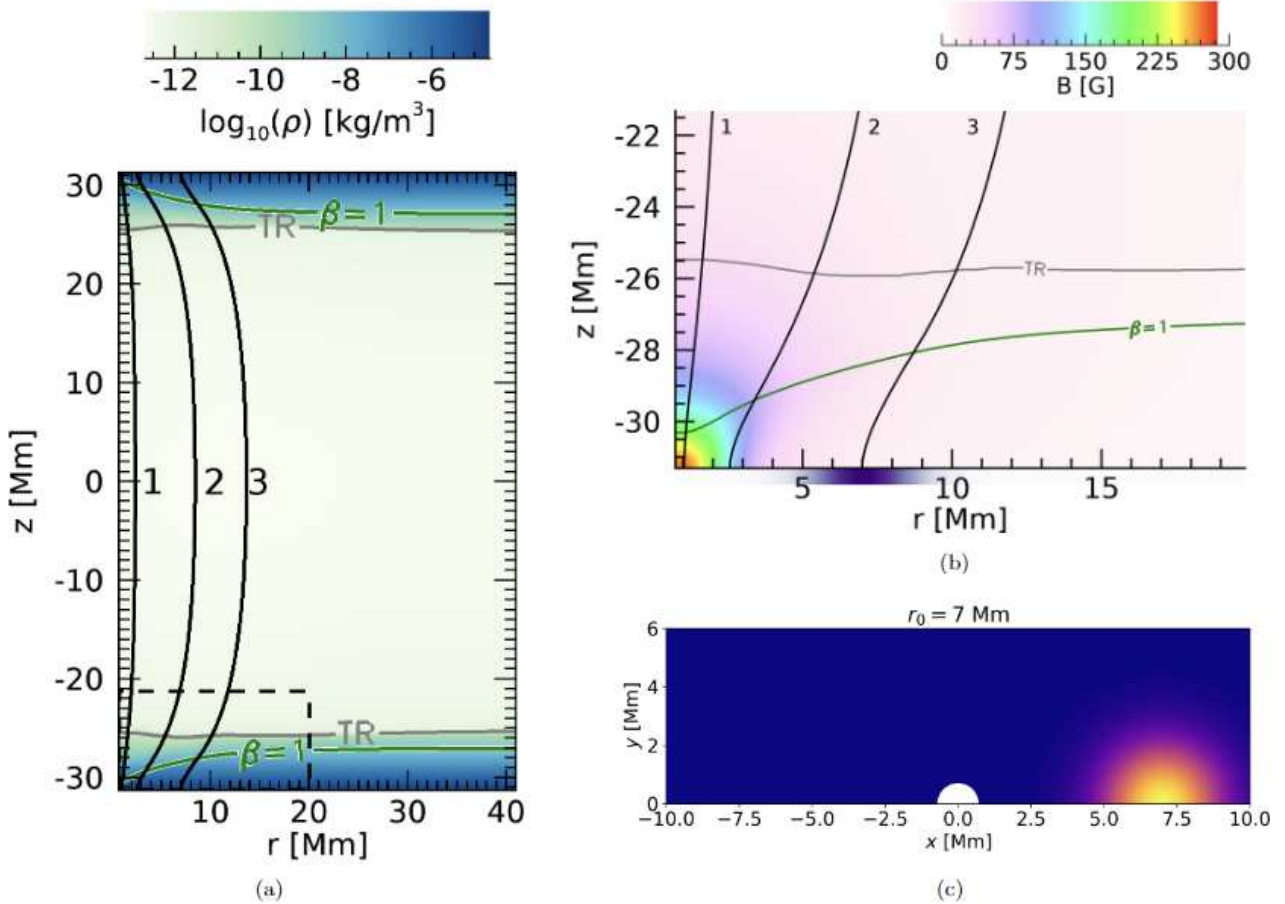 -12 -10 -8 -6
log₁₀(ρ) [kg/m³]
30
20
10
0
-10
-20
-30
z [Mm]
β=1
TR
1 2 3
TR
β=1
10 20 30 40
r [Mm]
(a)
0 75 150 225 300
B [G]
-22
-24
-26
-28
-30
z [Mm]
1 2 3
TR
β=1
5 10 15
r [Mm]
(b)
r₀ = 7 Mm
6
4
2
0
y [Mm]
−10.0 −7.5 −5.0 −2.5 0.0 2.5 5.0 7.5 10.0
x [Mm]
(c)